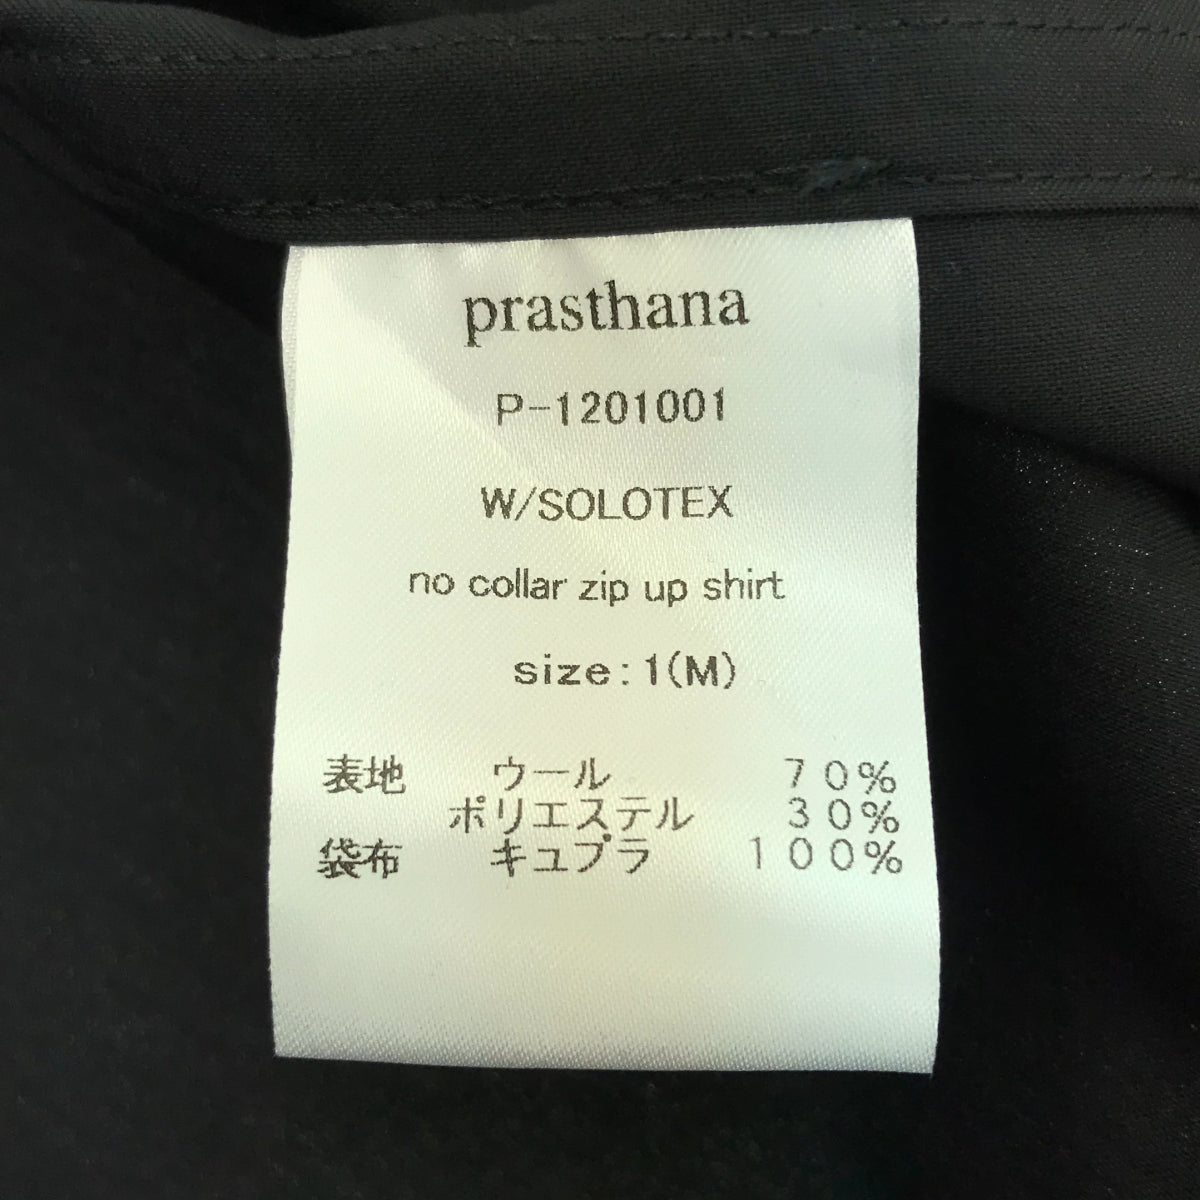 prasthana
P-1201001
W/SOLOTEX
no collar zip up shirt
size:1(M)
表地 ウール 70%
ポリエステル 30%
袋布 キュプラ 100%